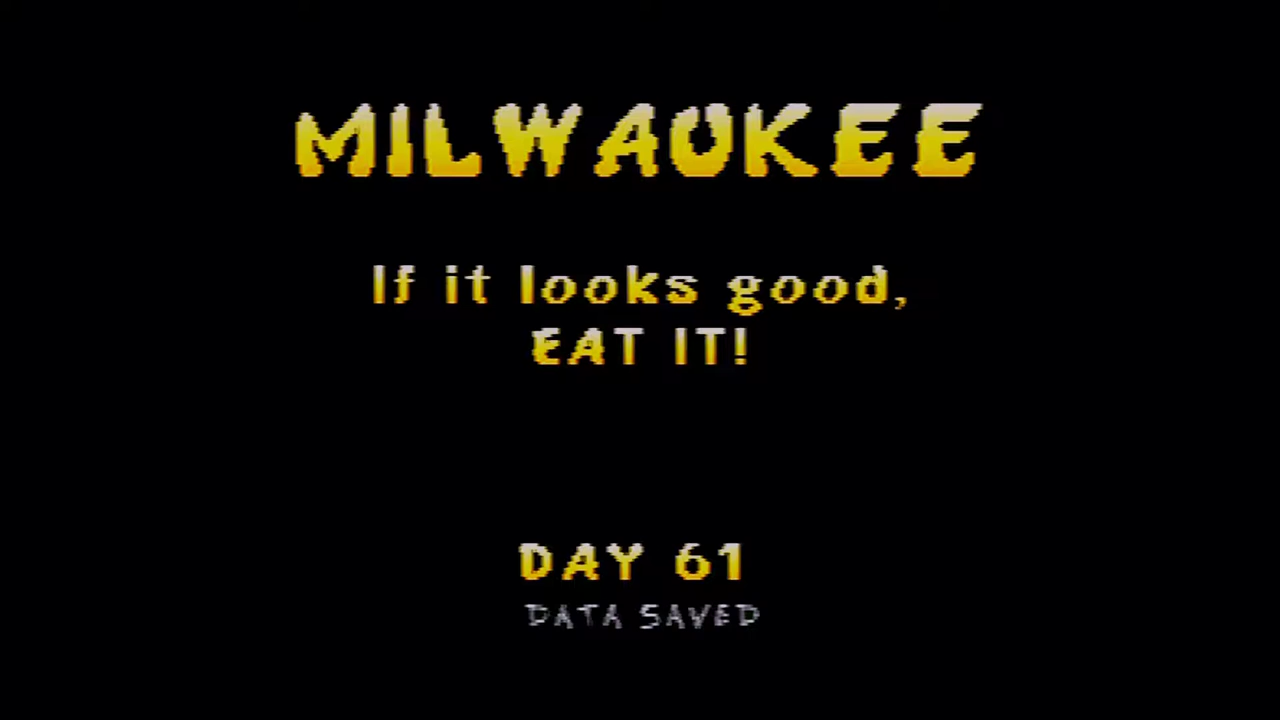 MILWAUKEE
If it looks good,
EAT IT!
DAY 61
DATA SAVED